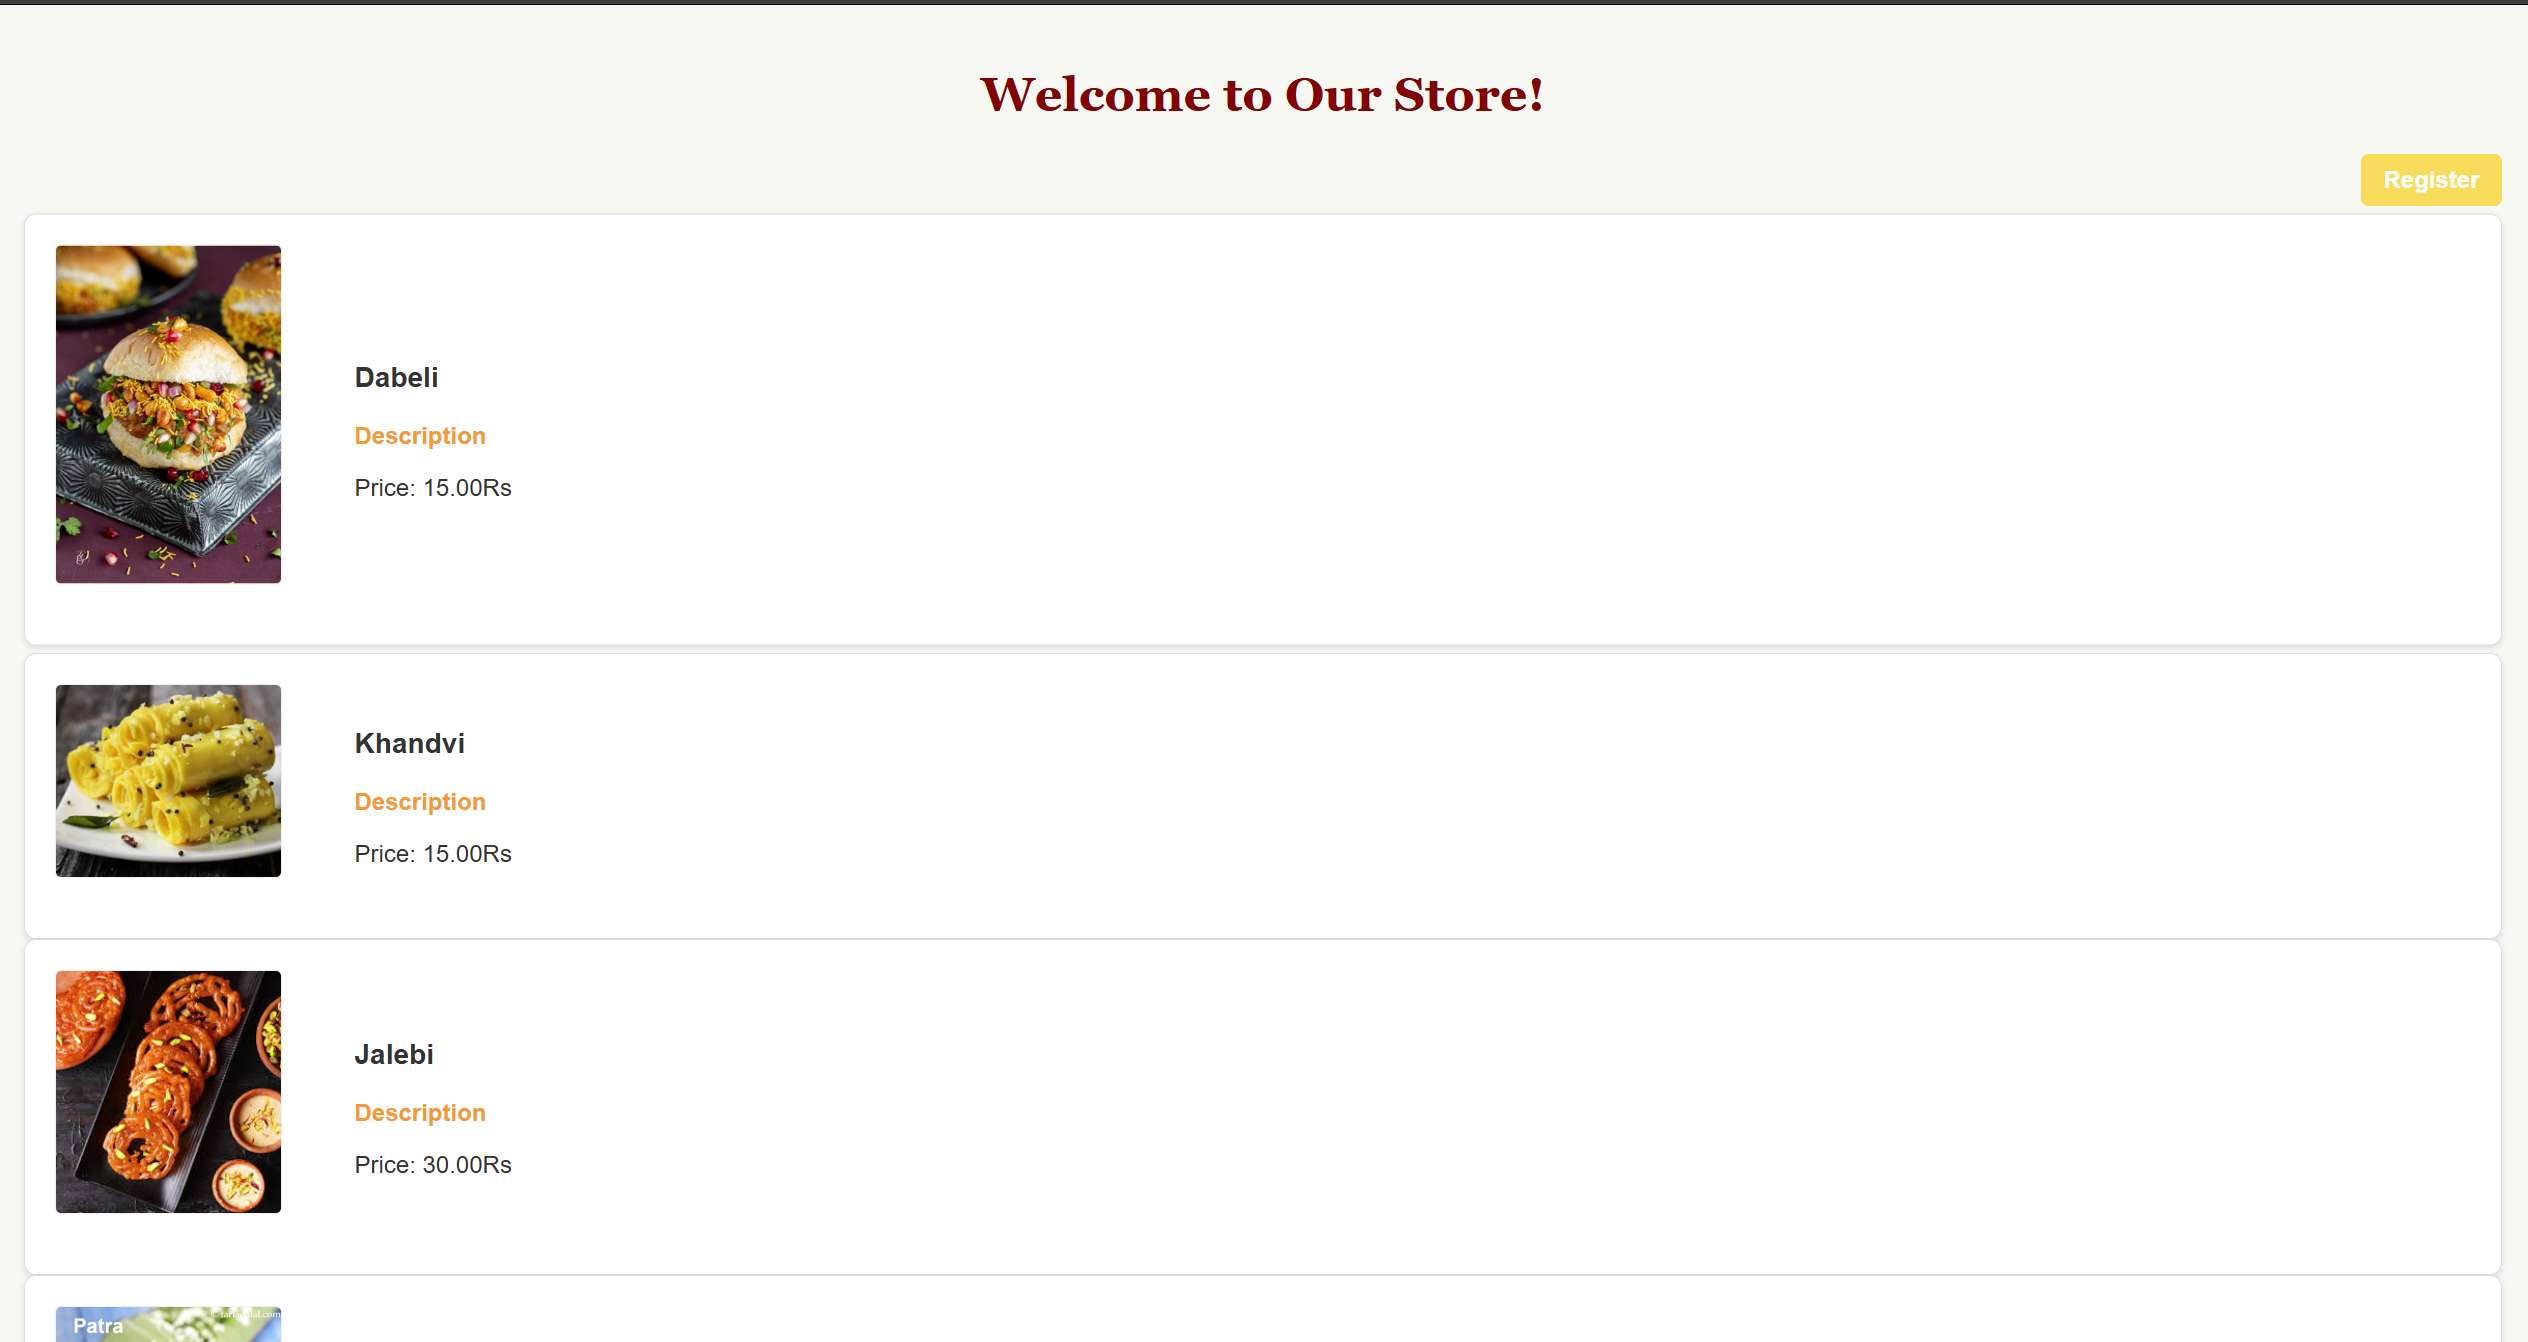 Welcome to Our Store!
Register
Dabeli
Description
Price: 15.00Rs
Khandvi
Description
Price: 15.00Rs
Jalebi
Description
Price: 30.00Rs
Patra